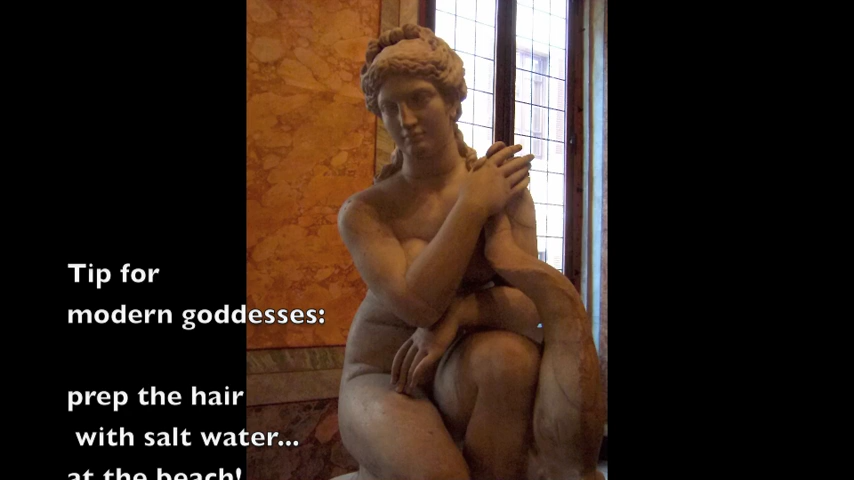 Tip for
modern goddesses:
prep the hair
with salt water...
at the beach!